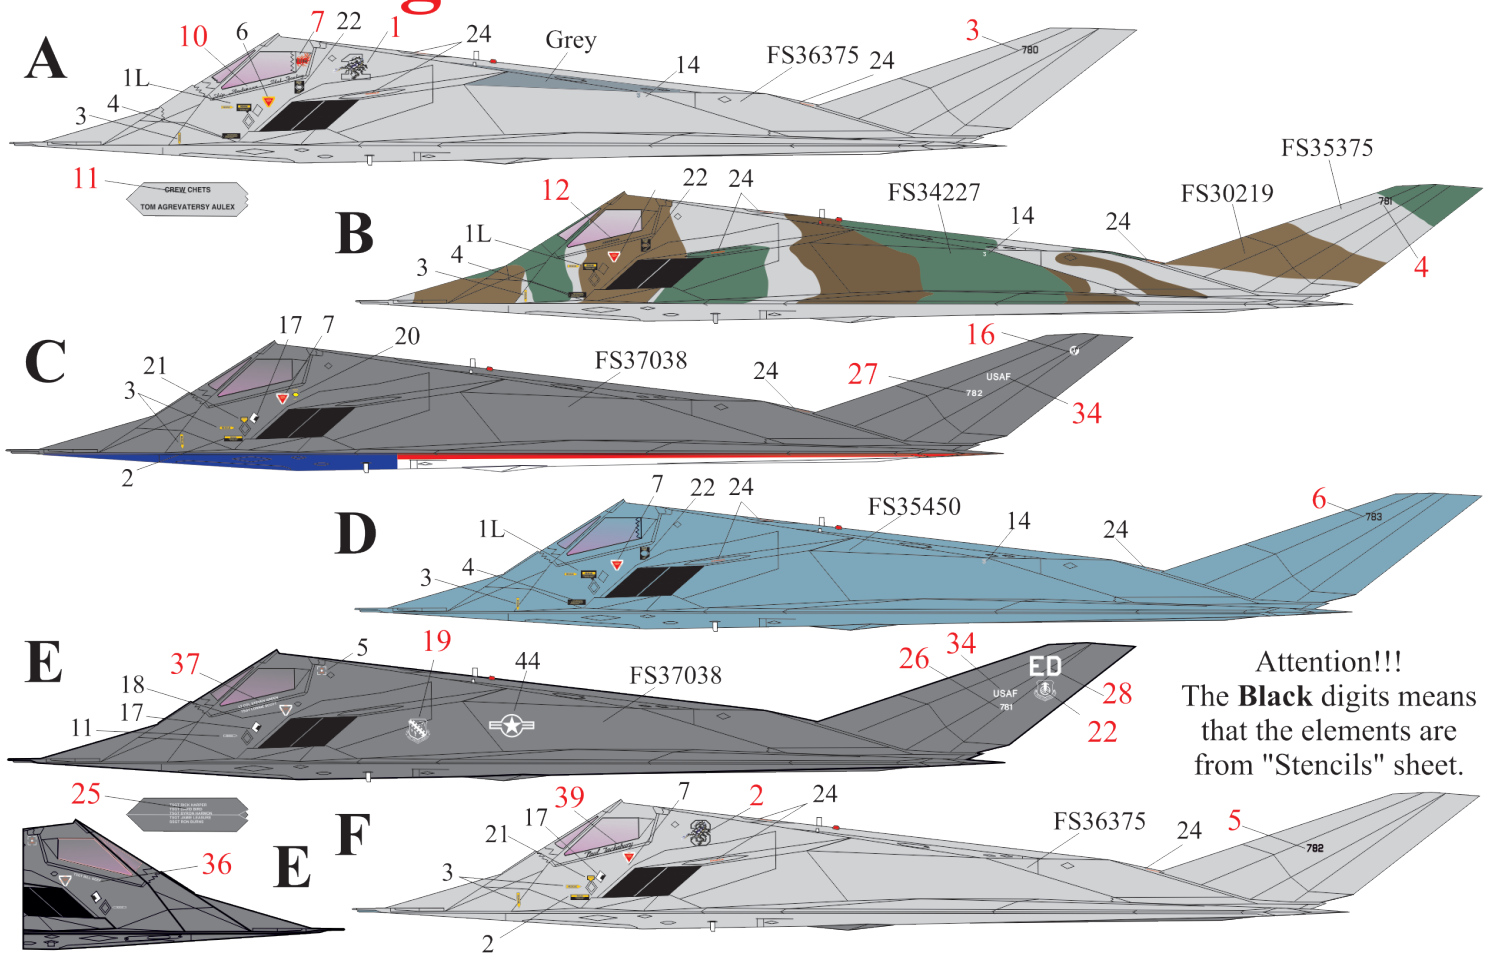 g
A
10
6
7
22
1
24
Grey
FS36375
14
24
3
780
1L
4
3
11
CREW CHETS
TOM AGREVATERSY AULEX
B
12
22
24
FS34227
14
24
FS30219
FS35375
781
4
1L
4
3
C
17
7
20
21
3
2
FS37038
24
27
16
USAF
782
34
D
7
22
24
FS35450
14
24
6
783
1L
4
3
E
37
5
19
44
FS37038
26
34
ED
USAF
781
28
22
18
17
11
Attention!!!
The Black digits means
that the elements are
from "Stencils" sheet.
25
36
E
F
39
17
21
3
2
7
2
24
FS36375
24
5
782